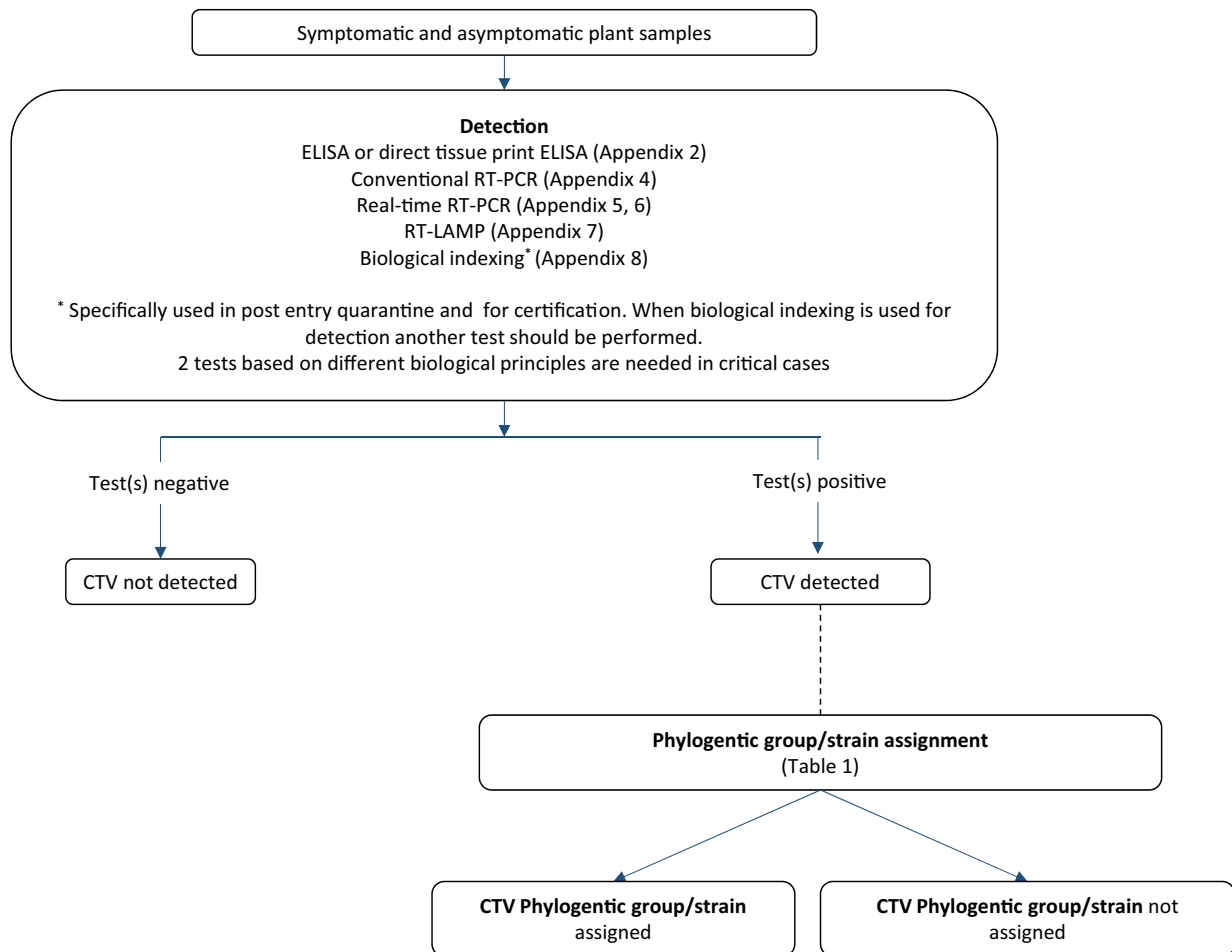 Symptomatic and asymptomatic plant samples
Detection
ELISA or direct tissue print ELISA (Appendix 2)
Conventional RT-PCR (Appendix 4)
Real-time RT-PCR (Appendix 5, 6)
RT-LAMP (Appendix 7)
Biological indexing* (Appendix 8)
* Specifically used in post entry quarantine and for certification. When biological indexing is used for
detection another test should be performed.
2 tests based on different biological principles are needed in critical cases
Test(s) negative
Test(s) positive
CTV not detected
CTV detected
Phylogentic group/strain assignment
(Table 1)
CTV Phylogentic group/strain
assigned
CTV Phylogentic group/strain not
assigned